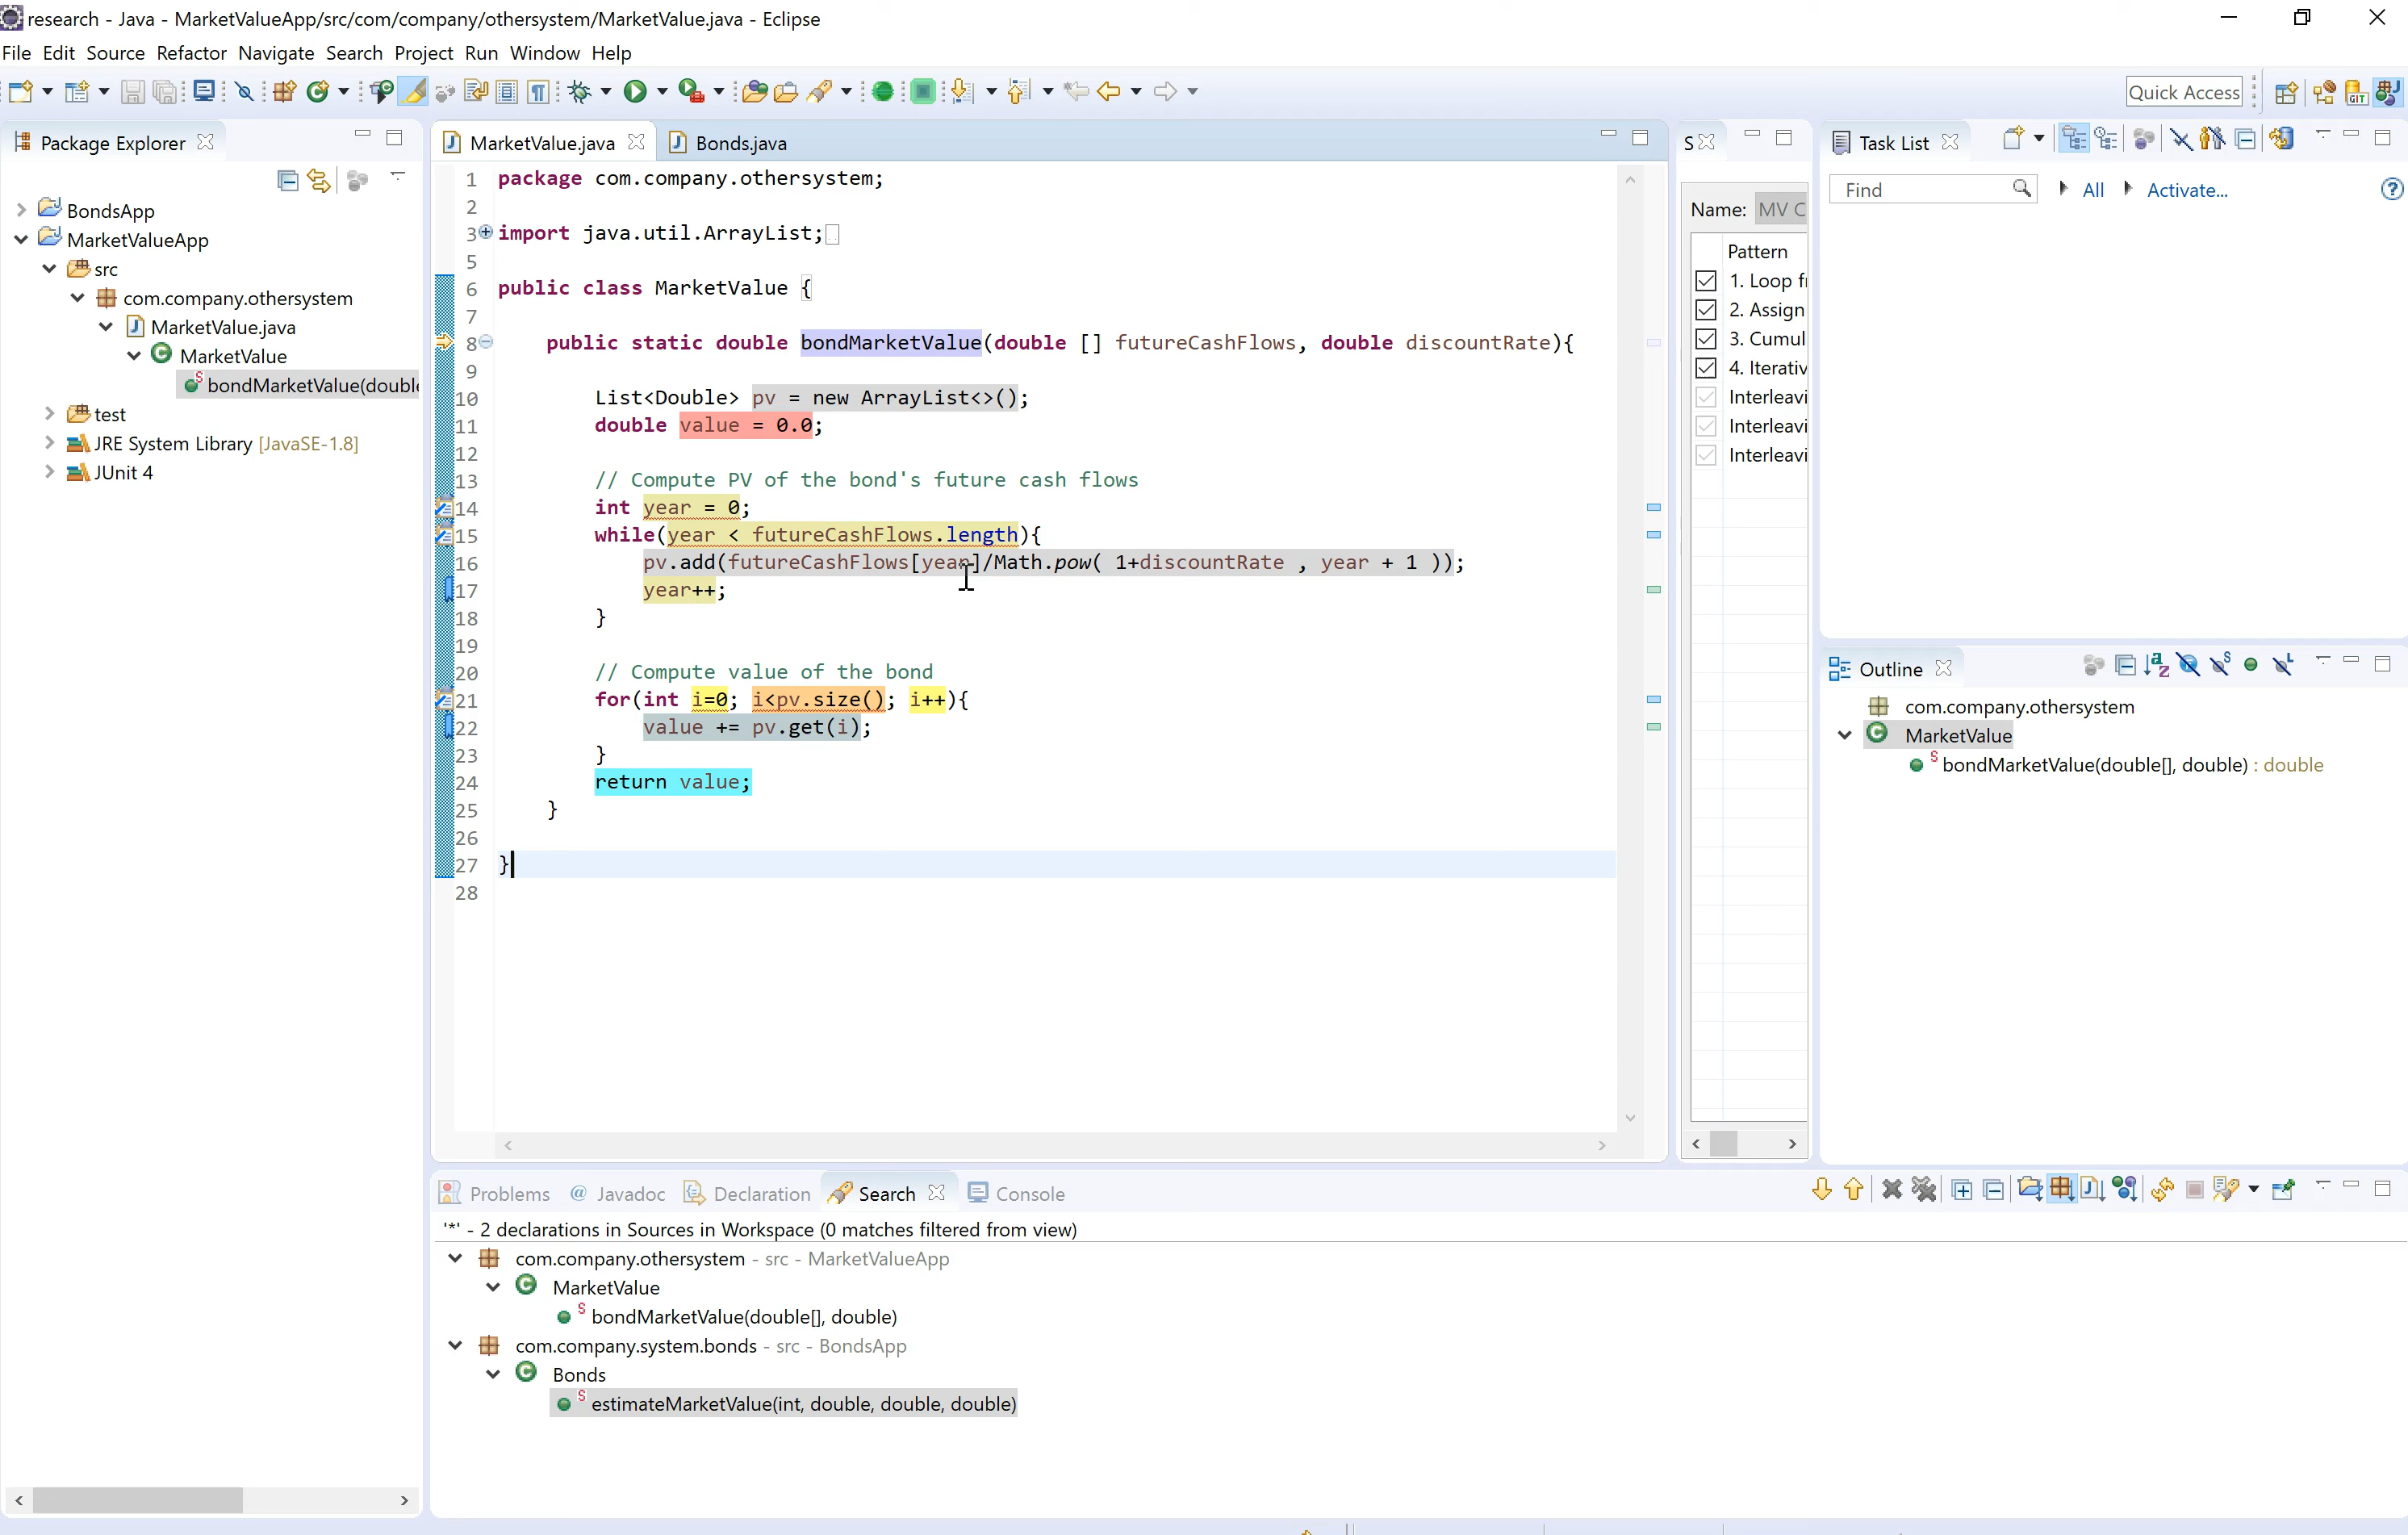 research - Java - MarketValueApp/src/com/company/othersystem/MarketValue.java - Eclipse
File Edit Source Refactor Navigate Search Project Run Window Help
Quick Access
GIT
Package Explorer
BondsApp
MarketValueApp
src
com.company.othersystem
MarketValue.java
MarketValue
bondMarketValue(double
test
JRE System Library [JavaSE-1.8]
JUnit 4
MarketValue.java
Bonds.java
1 package com.company.othersystem;
2
3 import java.util.ArrayList;
5
6 public class MarketValue {
7
8 public static double bondMarketValue(double [] futureCashFlows, double discountRate){
9
10 List<Double> pv = new ArrayList<>();
11 double value = 0.0;
12
13 // Compute PV of the bond's future cash flows
14 int year = 0;
15 while(year < futureCashFlows.length){
16 pv.add(futureCashFlows[year]/Math.pow( 1+discountRate , year + 1 ));
17 year++;
18 }
19
20 // Compute value of the bond
21 for(int i=0; i<pv.size(); i++){
22 value += pv.get(i);
23 }
24 return value;
25 }
26
27 }
28
S
Name: MV C
Pattern
1. Loop f
2. Assign
3. Cumul
4. Iterativ
Interleavi
Interleavi
Interleavi
Task List
Find
All
Activate...
Outline
com.company.othersystem
MarketValue
bondMarketValue(double[], double) : double
Problems
@ Javadoc
Declaration
Search
Console
'*' - 2 declarations in Sources in Workspace (0 matches filtered from view)
com.company.othersystem - src - MarketValueApp
MarketValue
bondMarketValue(double[], double)
com.company.system.bonds - src - BondsApp
Bonds
estimateMarketValue(int, double, double, double)